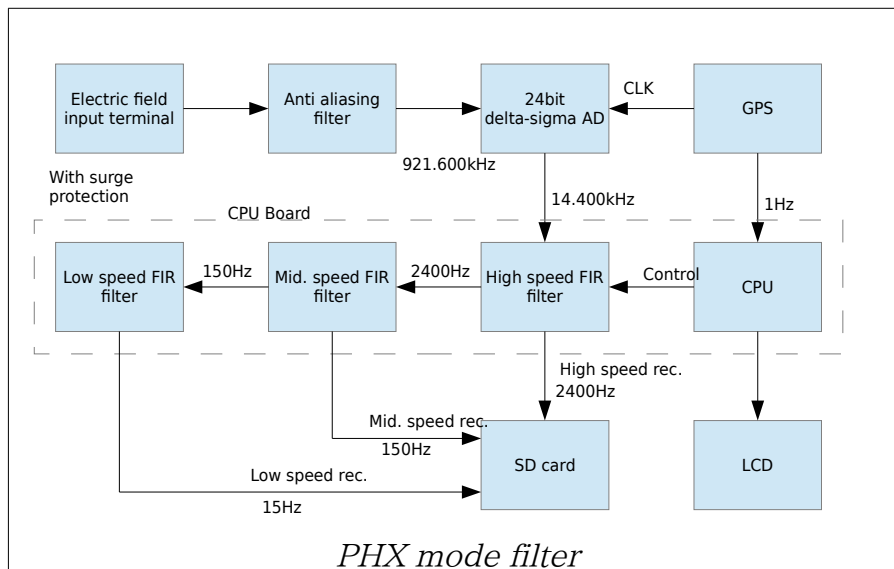 Electric field
input terminal
Anti aliasing
filter
24bit
delta-sigma AD
CLK
GPS
With surge
protection
921.600kHz
14.400kHz
1Hz
CPU Board
Low speed FIR
filter
150Hz
Mid. speed FIR
filter
2400Hz
High speed FIR
filter
Control
CPU
High speed rec.
2400Hz
Mid. speed rec.
150Hz
SD card
LCD
Low speed rec.
15Hz
PHX mode filter